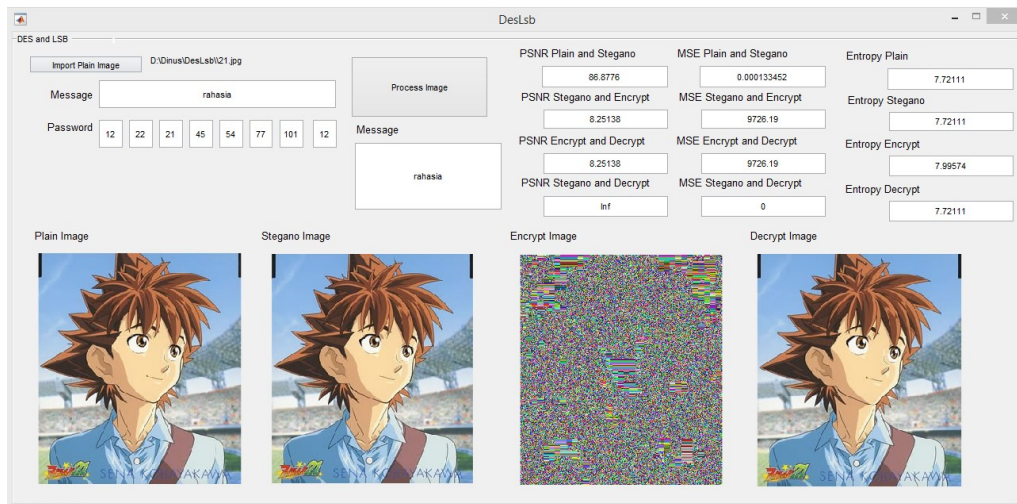 DesLsb
DES and LSB
Import Plain Image
D:\Dinus\DesLsb\\21.jpg
Message
rahasia
Password
12
22
21
45
54
77
101
12
Process Image
Message
rahasia
PSNR Plain and Stegano
86.8776
PSNR Stegano and Encrypt
8.25138
PSNR Encrypt and Decrypt
8.25138
PSNR Stegano and Decrypt
Inf
MSE Plain and Stegano
0.000133452
MSE Stegano and Encrypt
9726.19
MSE Encrypt and Decrypt
9726.19
MSE Stegano and Decrypt
0
Entropy Plain
7.72111
Entropy Stegano
7.72111
Entropy Encrypt
7.99574
Entropy Decrypt
7.72111
Plain Image
Stegano Image
Encrypt Image
Decrypt Image
21
SENA KOBAYAKAWA
21
SENA KOBAYAKAWA
21
SENA KOBAYAKAWA